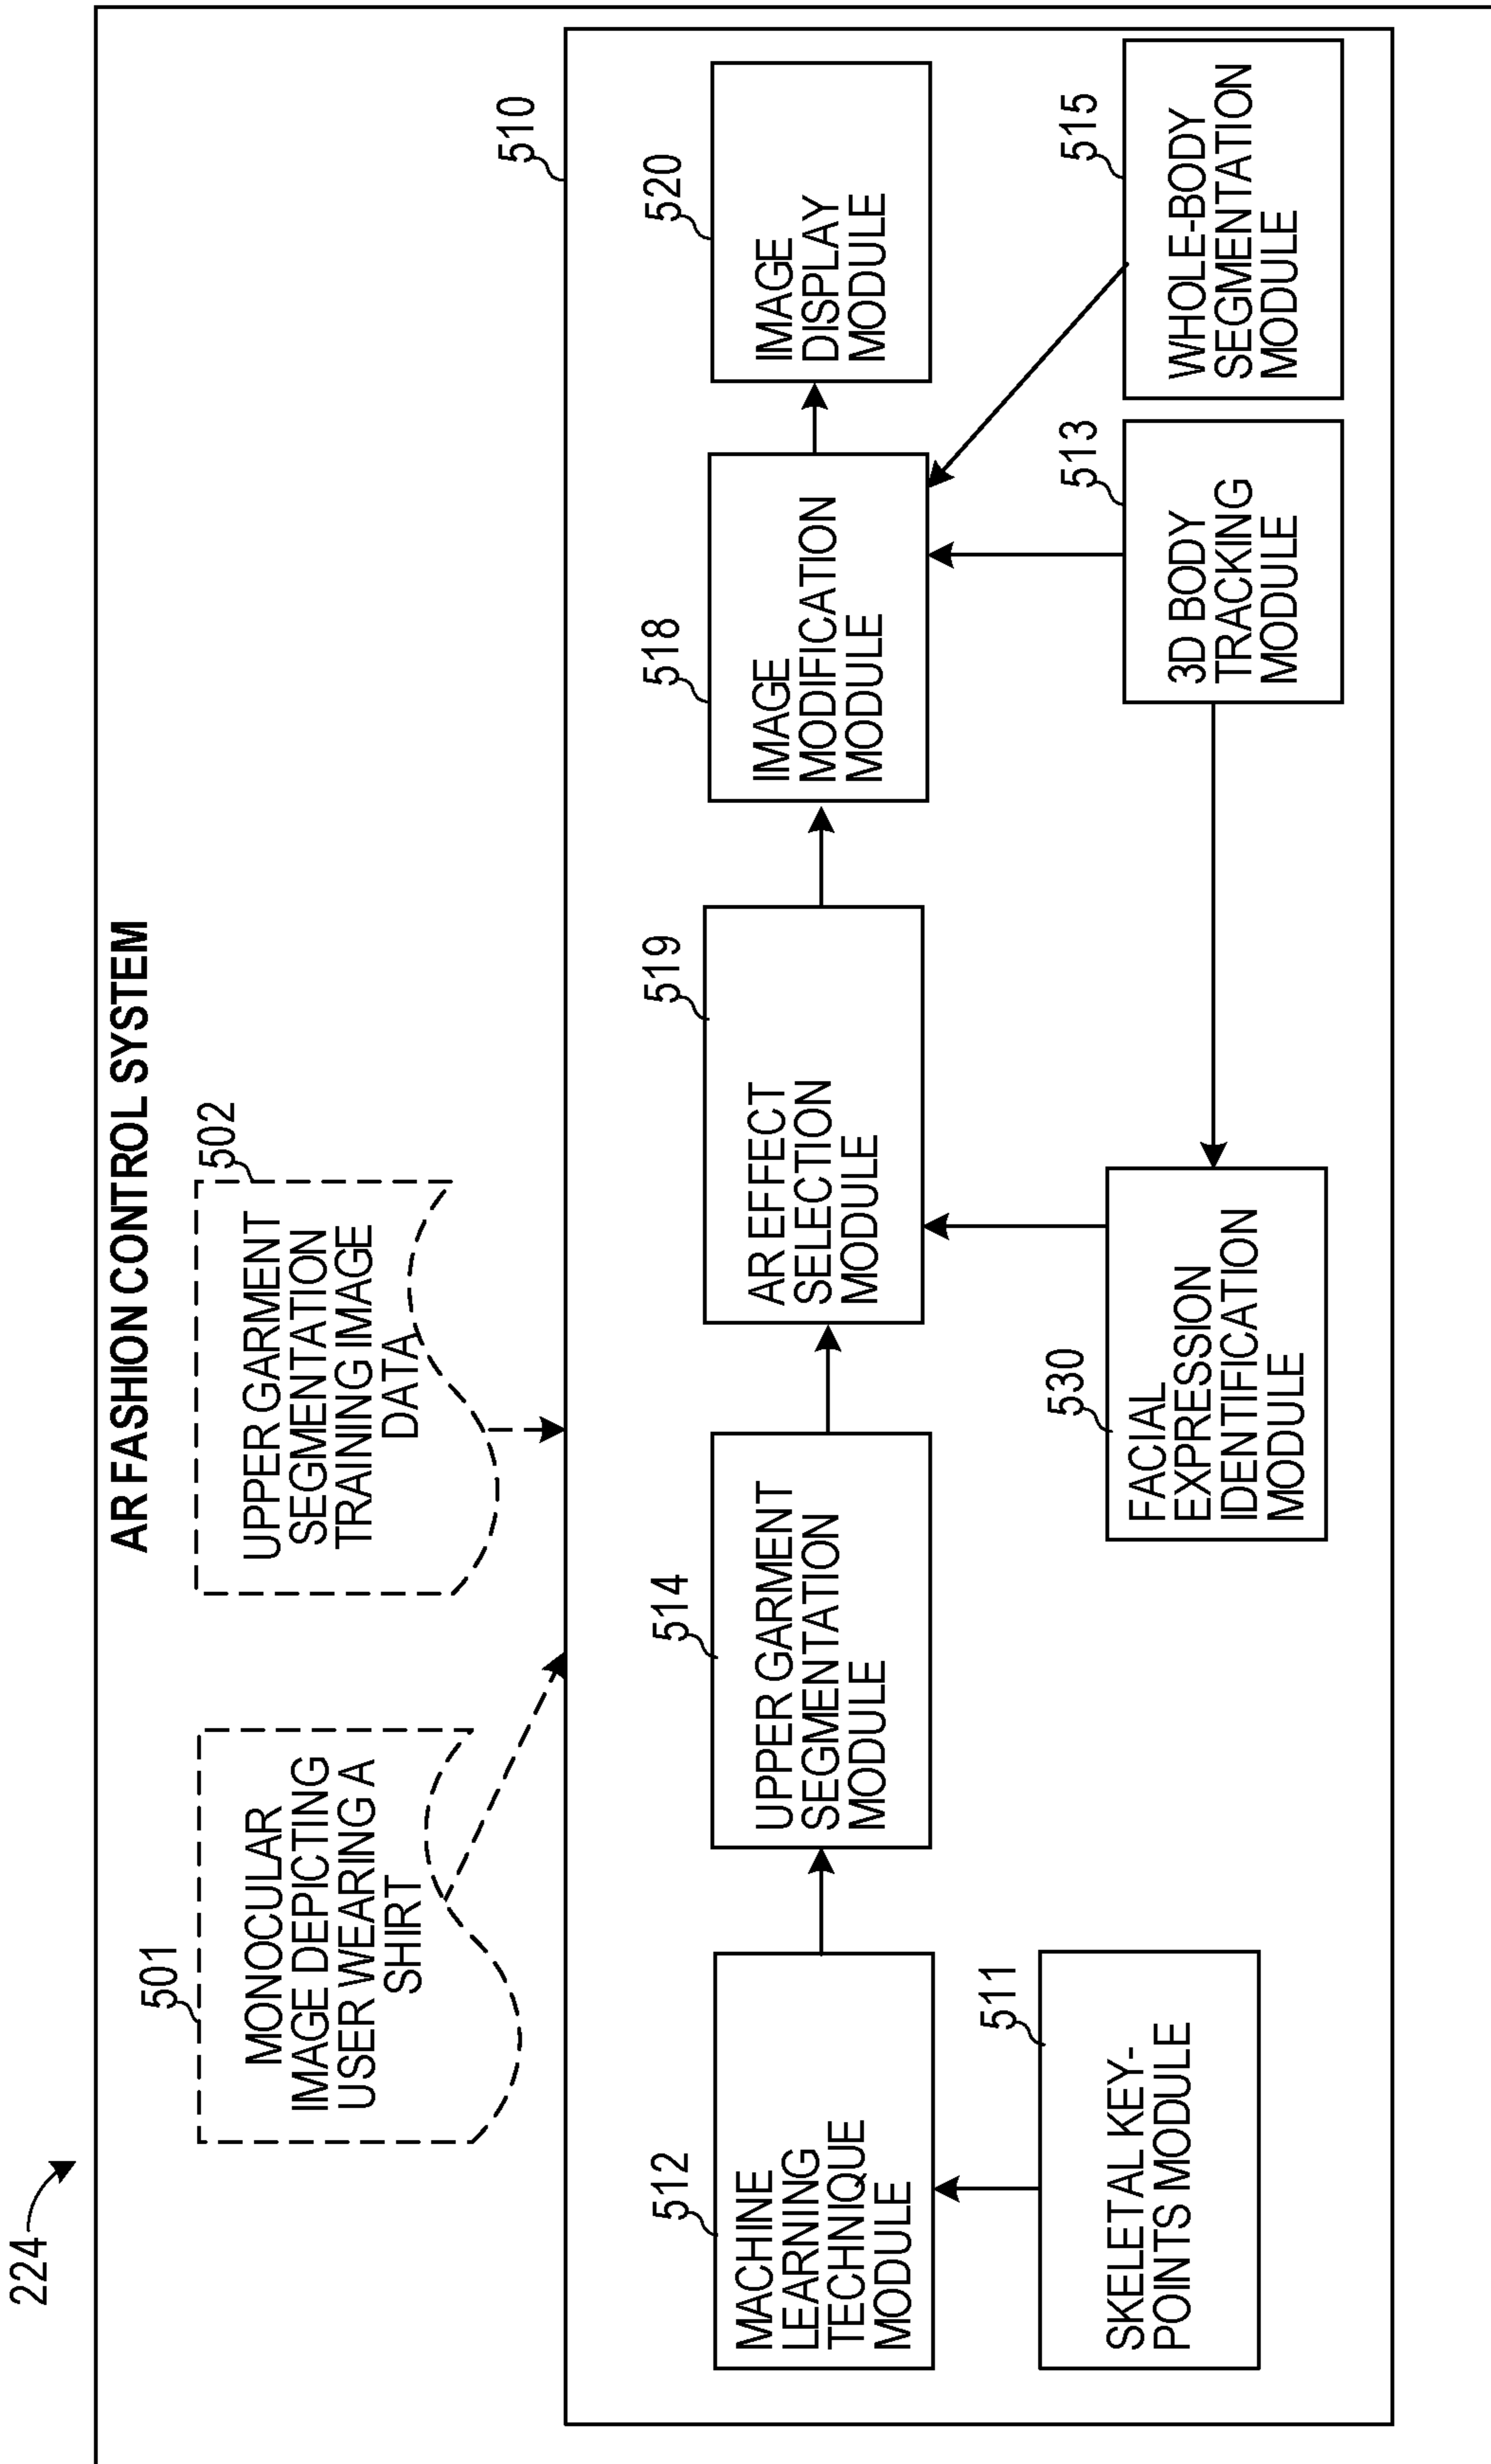 224
AR FASHION CONTROL SYSTEM
501
MONOCULAR
IMAGE DEPICTING
USER WEARING A
SHIRT
502
UPPER GARMENT
SEGMENTATION
TRAINING IMAGE
DATA
510
512
MACHINE
LEARNING
TECHNIQUE
MODULE
514
UPPER GARMENT
SEGMENTATION
MODULE
519
AR EFFECT
SELECTION
MODULE
518
IMAGE
MODIFICATION
MODULE
520
IMAGE
DISPLAY
MODULE
511
SKELETAL KEY-
POINTS MODULE
530
FACIAL
EXPRESSION
IDENTIFICATION
MODULE
513
3D BODY
TRACKING
MODULE
515
WHOLE-BODY
SEGMENTATION
MODULE